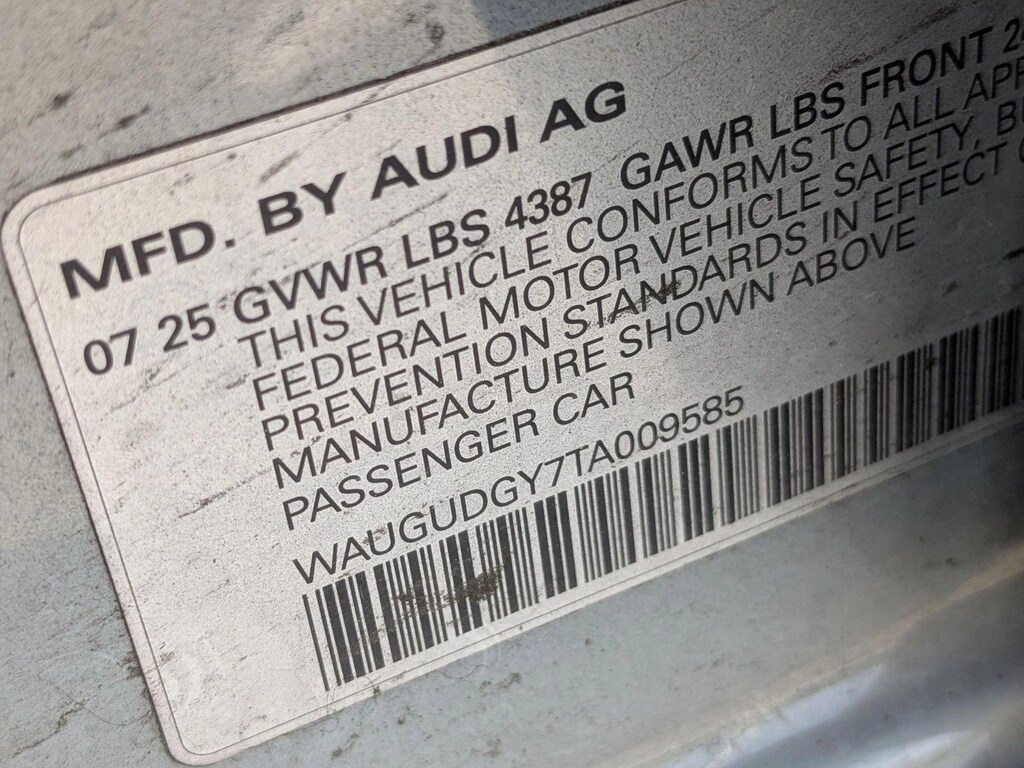 MFD. BY AUDI AG
07 25 GVWR LBS 4387 GAWR LBS FRONT
THIS VEHICLE CONFORMS TO ALL
FEDERAL MOTOR VEHICLE SAFETY,
PREVENTION STANDARDS IN EFFECT
MANUFACTURE SHOWN ABOVE
PASSENGER CAR
WAUGUDGY7TA009585